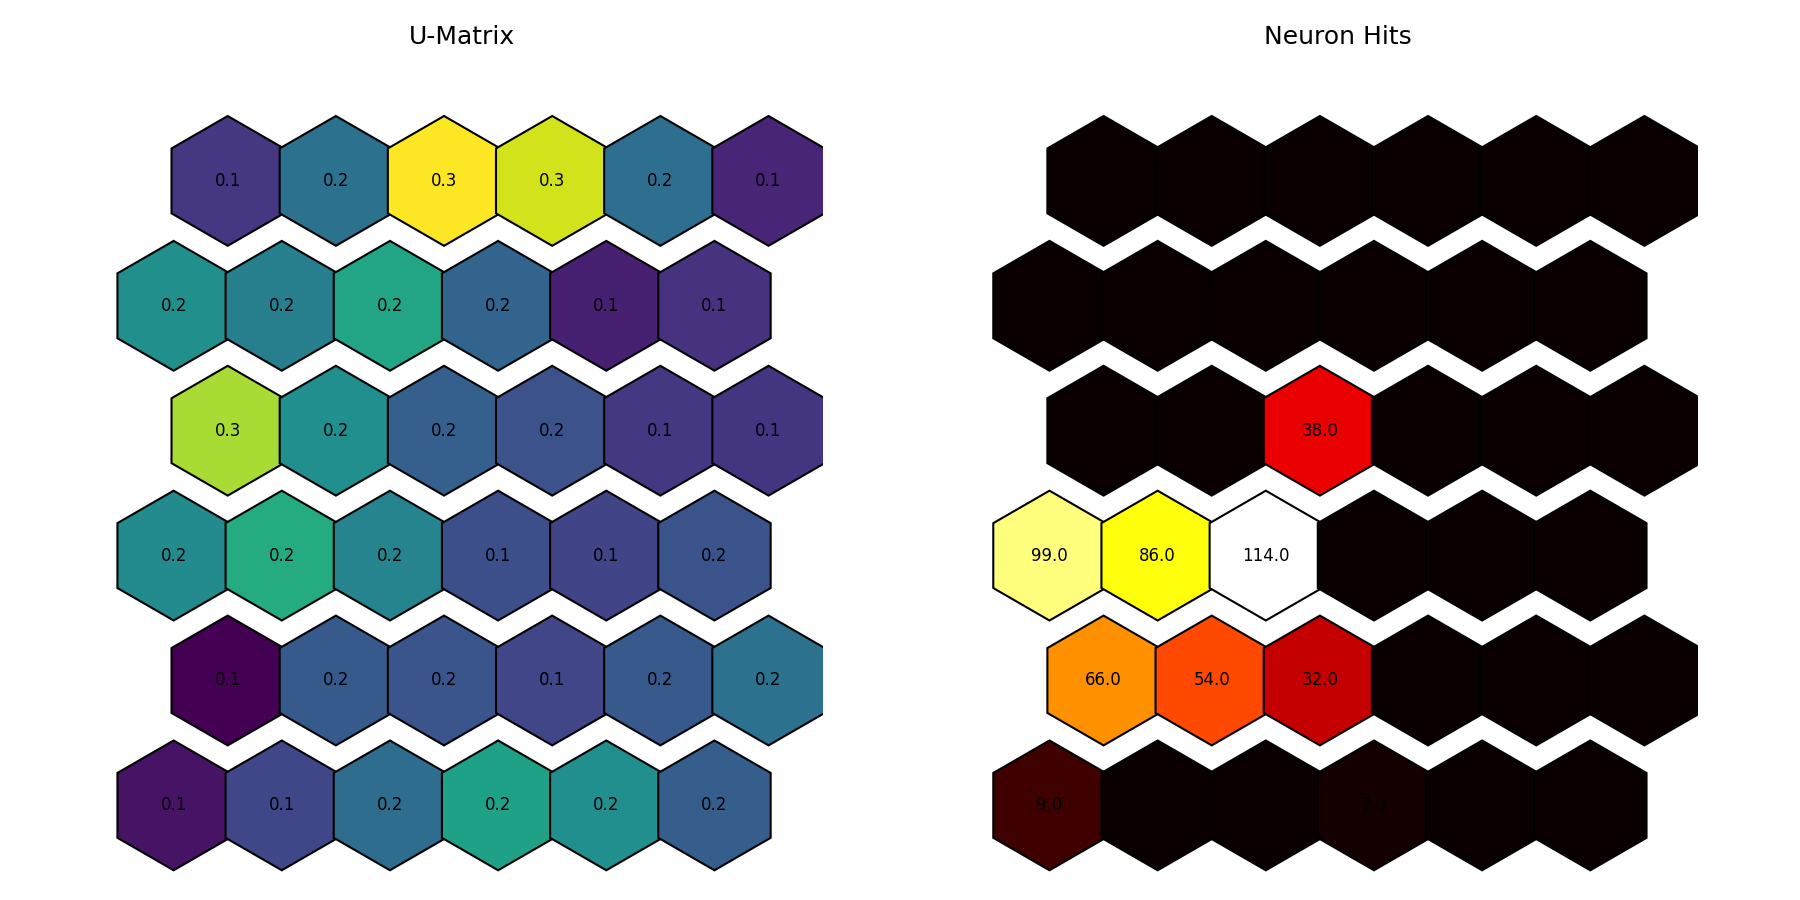 U-Matrix
0.1 0.2 0.3 0.3 0.2 0.1
0.2 0.2 0.2 0.2 0.1 0.1
0.3 0.2 0.2 0.2 0.1 0.1
0.2 0.2 0.2 0.1 0.1 0.2
0.1 0.2 0.2 0.1 0.2 0.2
0.1 0.1 0.2 0.2 0.2 0.2
Neuron Hits
38.0
99.0 86.0 114.0
66.0 54.0 32.0
9.0 2.0